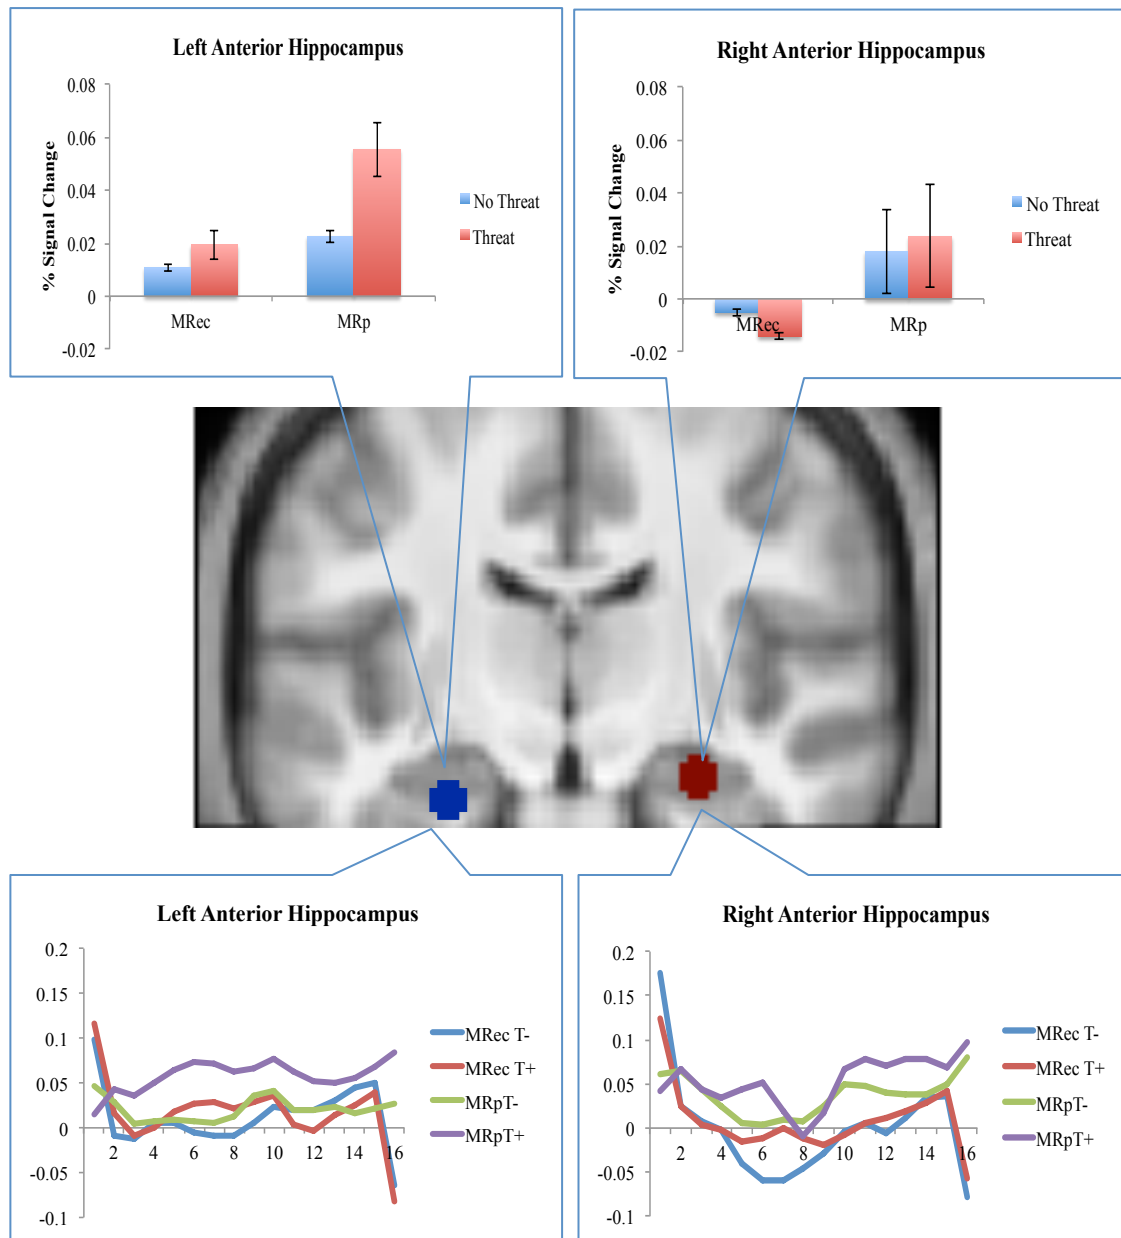 Left Anterior Hippocampus
0.08
0.06
0.04
0.02
0
-0.02
% Signal Change
MRec
MRp
No Threat
Threat
Right Anterior Hippocampus
0.08
0.06
0.04
0.02
0
-0.02
% Signal Change
MRec
MRp
No Threat
Threat
Left Anterior Hippocampus
0.2
0.15
0.1
0.05
0
-0.05
-0.1
2 4 6 8 10 12 14 16
MRec T-
MRec T+
MRpT-
MRpT+
Right Anterior Hippocampus
0.2
0.15
0.1
0.05
0
-0.05
-0.1
2 4 6 8 10 12 14 16
MRec T-
MRec T+
MRpT-
MRpT+